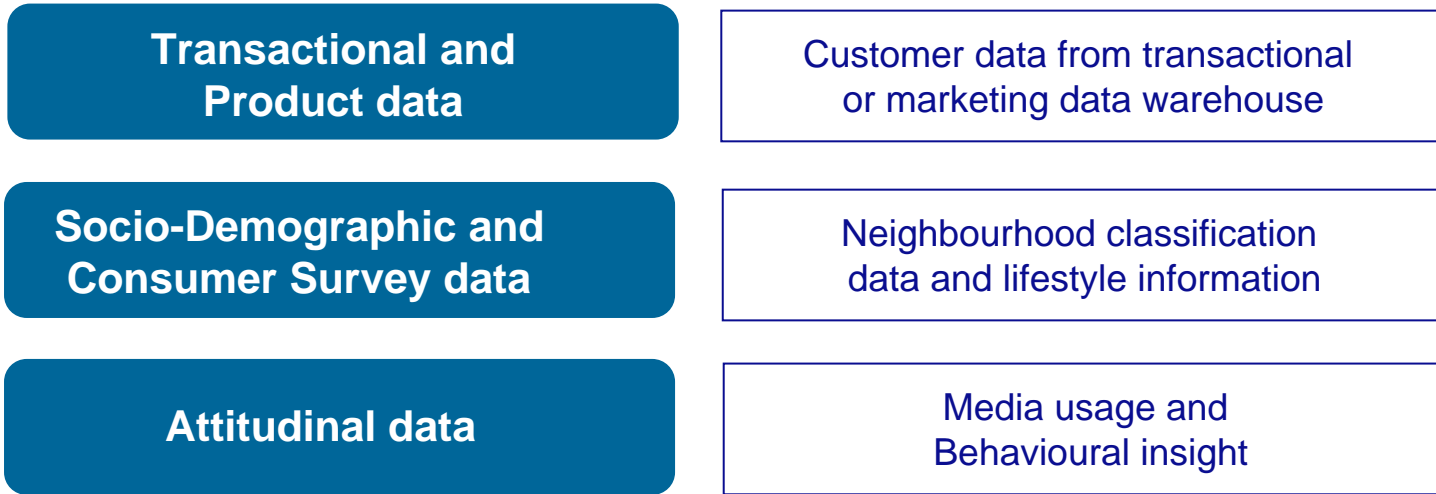 Transactional and
Product data
Customer data from transactional
or marketing data warehouse
Socio-Demographic and
Consumer Survey data
Neighbourhood classification
data and lifestyle information
Attitudinal data
Media usage and
Behavioural insight